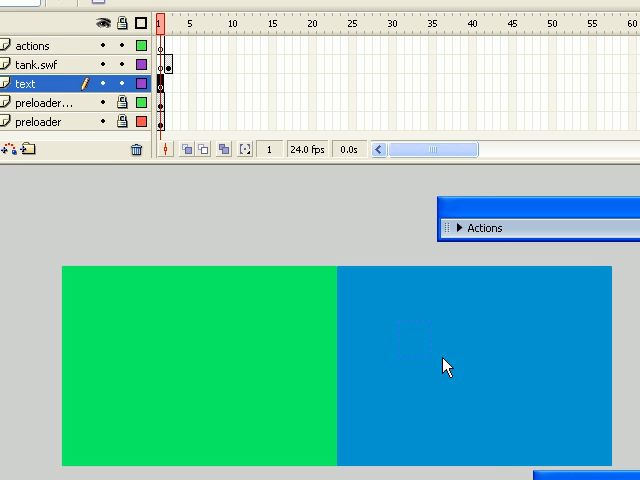 1 5 10 15 20 25 30 35 40 45 50 55 60
actions
tank.swf
text
preloader...
preloader
1 24.0 fps 0.0s
Actions